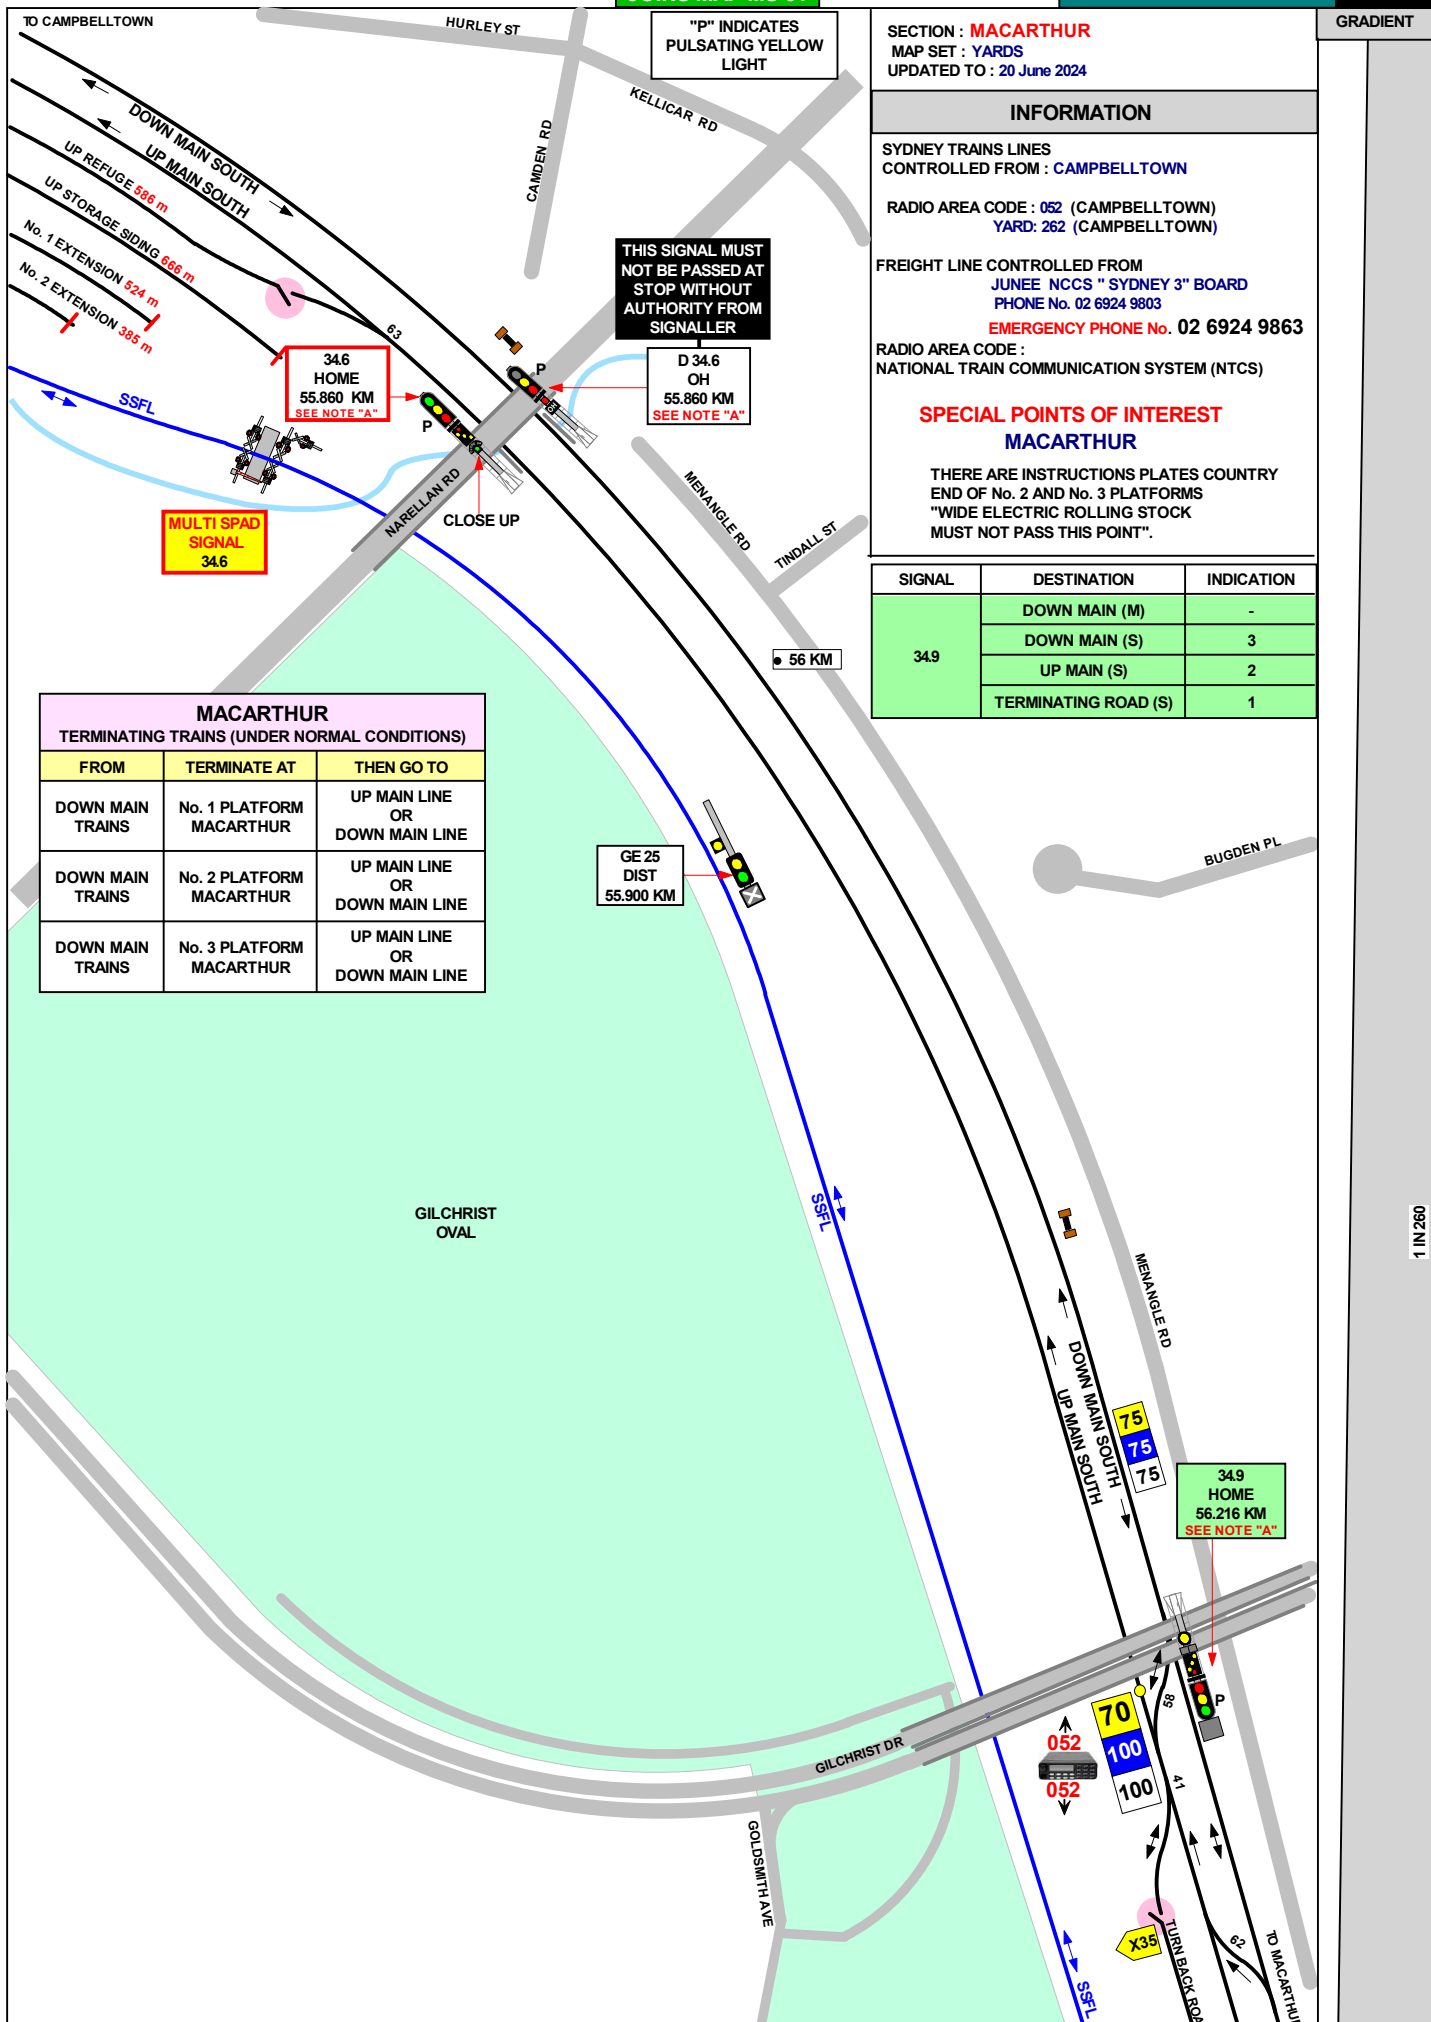 TO CAMPBELLTOWN
HURLEY ST
"P" INDICATES
PULSATING YELLOW
LIGHT
KELLICAR RD
CAMDEN RD
DOWN MAIN SOUTH
UP MAIN SOUTH
UP REFUGE 586 m
UP STORAGE SIDING 666 m
No. 1 EXTENSION 524 m
No. 2 EXTENSION 385 m
63
SSFL
34.6
HOME
55.860 KM
SEE NOTE "A"
P
P
THIS SIGNAL MUST
NOT BE PASSED AT
STOP WITHOUT
AUTHORITY FROM
SIGNALLER
D 34.6
OH
55.860 KM
SEE NOTE "A"
CLOSE UP
NARELLAN RD
MULTI SPAD
SIGNAL
34.6
MENANGLE RD
TINDALL ST
56 KM
SECTION : MACARTHUR
MAP SET : YARDS
UPDATED TO : 20 June 2024
GRADIENT
INFORMATION
SYDNEY TRAINS LINES
CONTROLLED FROM : CAMPBELLTOWN
RADIO AREA CODE : 052 (CAMPBELLTOWN)
YARD: 262 (CAMPBELLTOWN)
FREIGHT LINE CONTROLLED FROM
JUNEE NCCS " SYDNEY 3" BOARD
PHONE No. 02 6924 9803
EMERGENCY PHONE No. 02 6924 9863
RADIO AREA CODE :
NATIONAL TRAIN COMMUNICATION SYSTEM (NTCS)
SPECIAL POINTS OF INTEREST
MACARTHUR
THERE ARE INSTRUCTIONS PLATES COUNTRY
END OF No. 2 AND No. 3 PLATFORMS
"WIDE ELECTRIC ROLLING STOCK
MUST NOT PASS THIS POINT".
SIGNAL DESTINATION INDICATION
34.9
DOWN MAIN (M) -
DOWN MAIN (S) 3
UP MAIN (S) 2
TERMINATING ROAD (S) 1
MACARTHUR
TERMINATING TRAINS (UNDER NORMAL CONDITIONS)
FROM TERMINATE AT THEN GO TO
DOWN MAIN TRAINS No. 1 PLATFORM MACARTHUR UP MAIN LINE OR DOWN MAIN LINE
DOWN MAIN TRAINS No. 2 PLATFORM MACARTHUR UP MAIN LINE OR DOWN MAIN LINE
DOWN MAIN TRAINS No. 3 PLATFORM MACARTHUR UP MAIN LINE OR DOWN MAIN LINE
GE 25
DIST
55.900 KM
BUGDEN PL
GILCHRIST
OVAL
SSFL
1 IN 260
MENANGLE RD
DOWN MAIN SOUTH
UP MAIN SOUTH
75
75
75
34.9
HOME
56.216 KM
SEE NOTE "A"
P
58
70
100
100
052
052
41
GILCHRIST DR
GOLDSMITH AVE
X35
TURN BACK ROA
62
TO MACARTHUR
SSFL